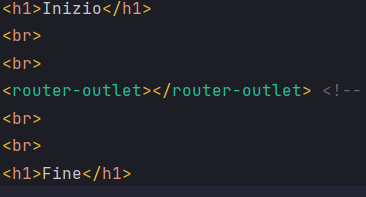 <h1>Inizio</h1>
<br>
<br>
<router-outlet></router-outlet> <!--
<br>
<br>
<h1>Fine</h1>